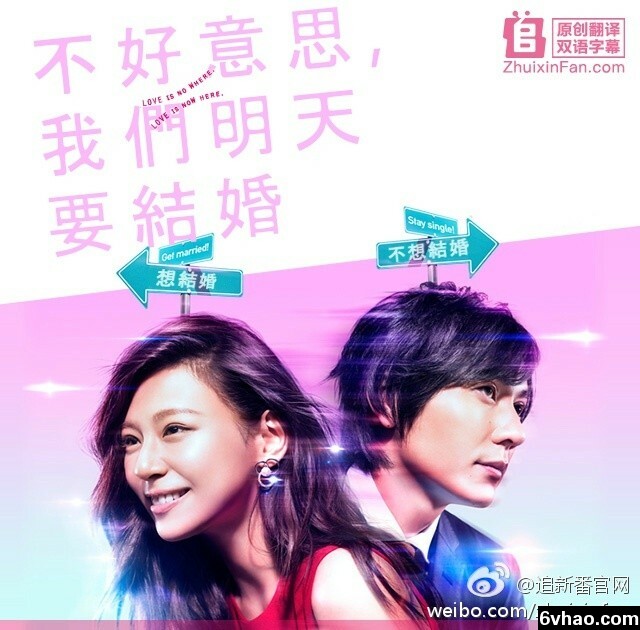 不好意思,
我們明天
要結婚
LOVE IS NO WHERE,
LOVE IS NOW HERE,
追
原创翻译
双语字幕
ZhuixinFan.com
Get married!
想結婚
Stay single!
不想結婚
@追新番官网
weibo.com/
6vhao.com